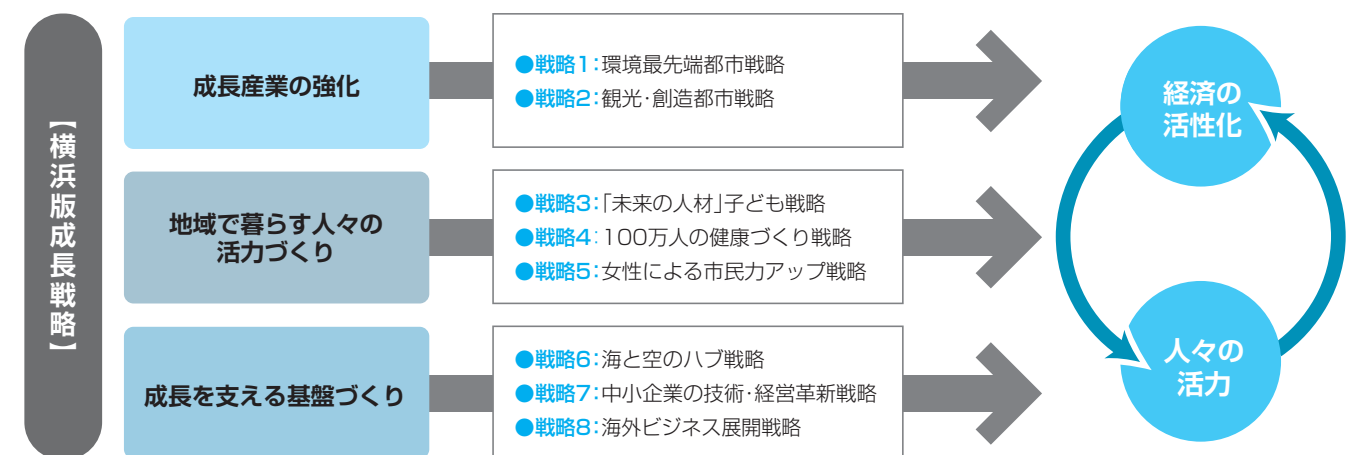 【横浜版成長戦略】
成長産業の強化
●戦略1:環境最先端都市戦略
●戦略2:観光・創造都市戦略
地域で暮らす人々の
活力づくり
●戦略3:「未来の人材」子ども戦略
●戦略4:100万人の健康づくり戦略
●戦略5:女性による市民力アップ戦略
成長を支える基盤づくり
●戦略6:海と空のハブ戦略
●戦略7:中小企業の技術・経営革新戦略
●戦略8:海外ビジネス展開戦略
経済の
活性化
人々の
活力